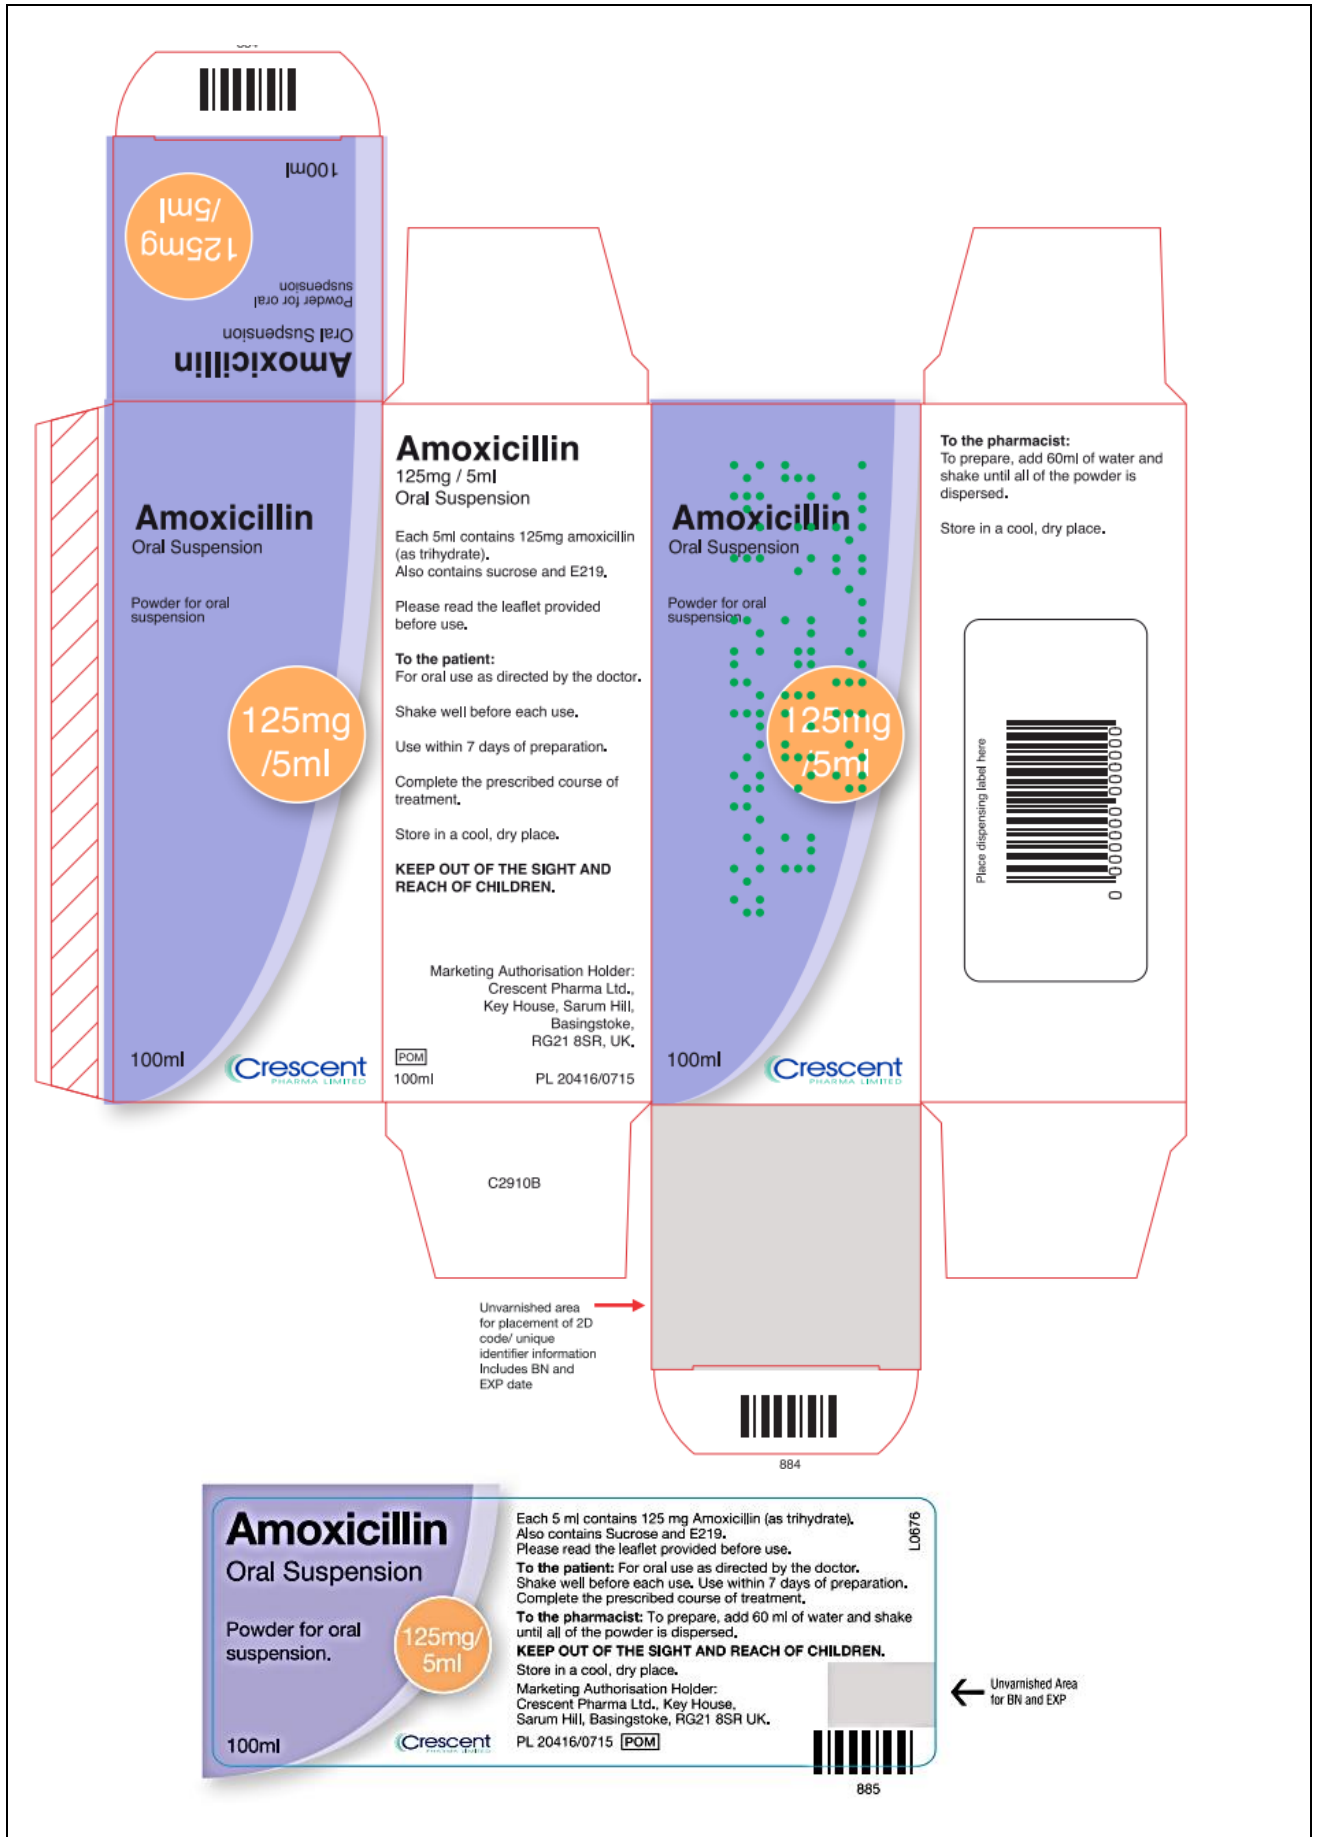 100ml
125mg
/5ml
Powder for oral
suspension
Oral Suspension
Amoxicillin
Amoxicillin
Oral Suspension
Powder for oral
suspension
125mg
/5ml
100ml
Crescent
PHARMA LIMITED
Amoxicillin
125mg / 5ml
Oral Suspension
Each 5ml contains 125mg amoxicillin
(as trihydrate).
Also contains sucrose and E219.
Please read the leaflet provided
before use.
To the patient:
For oral use as directed by the doctor.
Shake well before each use.
Use within 7 days of preparation.
Complete the prescribed course of
treatment.
Store in a cool, dry place.
KEEP OUT OF THE SIGHT AND
REACH OF CHILDREN.
Marketing Authorisation Holder:
Crescent Pharma Ltd.,
Key House, Sarum Hill,
Basingstoke,
RG21 8SR, UK.
POM
100ml PL 20416/0715
C2910B
Amoxicillin
Oral Suspension
Powder for oral
suspension
125mg
/5ml
100ml
Crescent
PHARMA LIMITED
To the pharmacist:
To prepare, add 60ml of water and
shake until all of the powder is
dispersed.
Store in a cool, dry place.
Place dispensing label here
0 000000 000000
Unvarnished area
for placement of 2D
code/ unique
identifier information
Includes BN and
EXP date
884
Amoxicillin
Oral Suspension
Powder for oral
suspension.
125mg/
5ml
100ml
Crescent
PHARMA LIMITED
Each 5 ml contains 125 mg Amoxicillin (as trihydrate).
Also contains Sucrose and E219.
Please read the leaflet provided before use.
To the patient: For oral use as directed by the doctor.
Shake well before each use. Use within 7 days of preparation.
Complete the prescribed course of treatment.
To the pharmacist: To prepare, add 60 ml of water and shake
until all of the powder is dispersed.
KEEP OUT OF THE SIGHT AND REACH OF CHILDREN.
Store in a cool, dry place.
Marketing Authorisation Holder:
Crescent Pharma Ltd., Key House,
Sarum Hill, Basingstoke, RG21 8SR UK.
PL 20416/0715 POM
L0676
885
Unvarnished Area
for BN and EXP